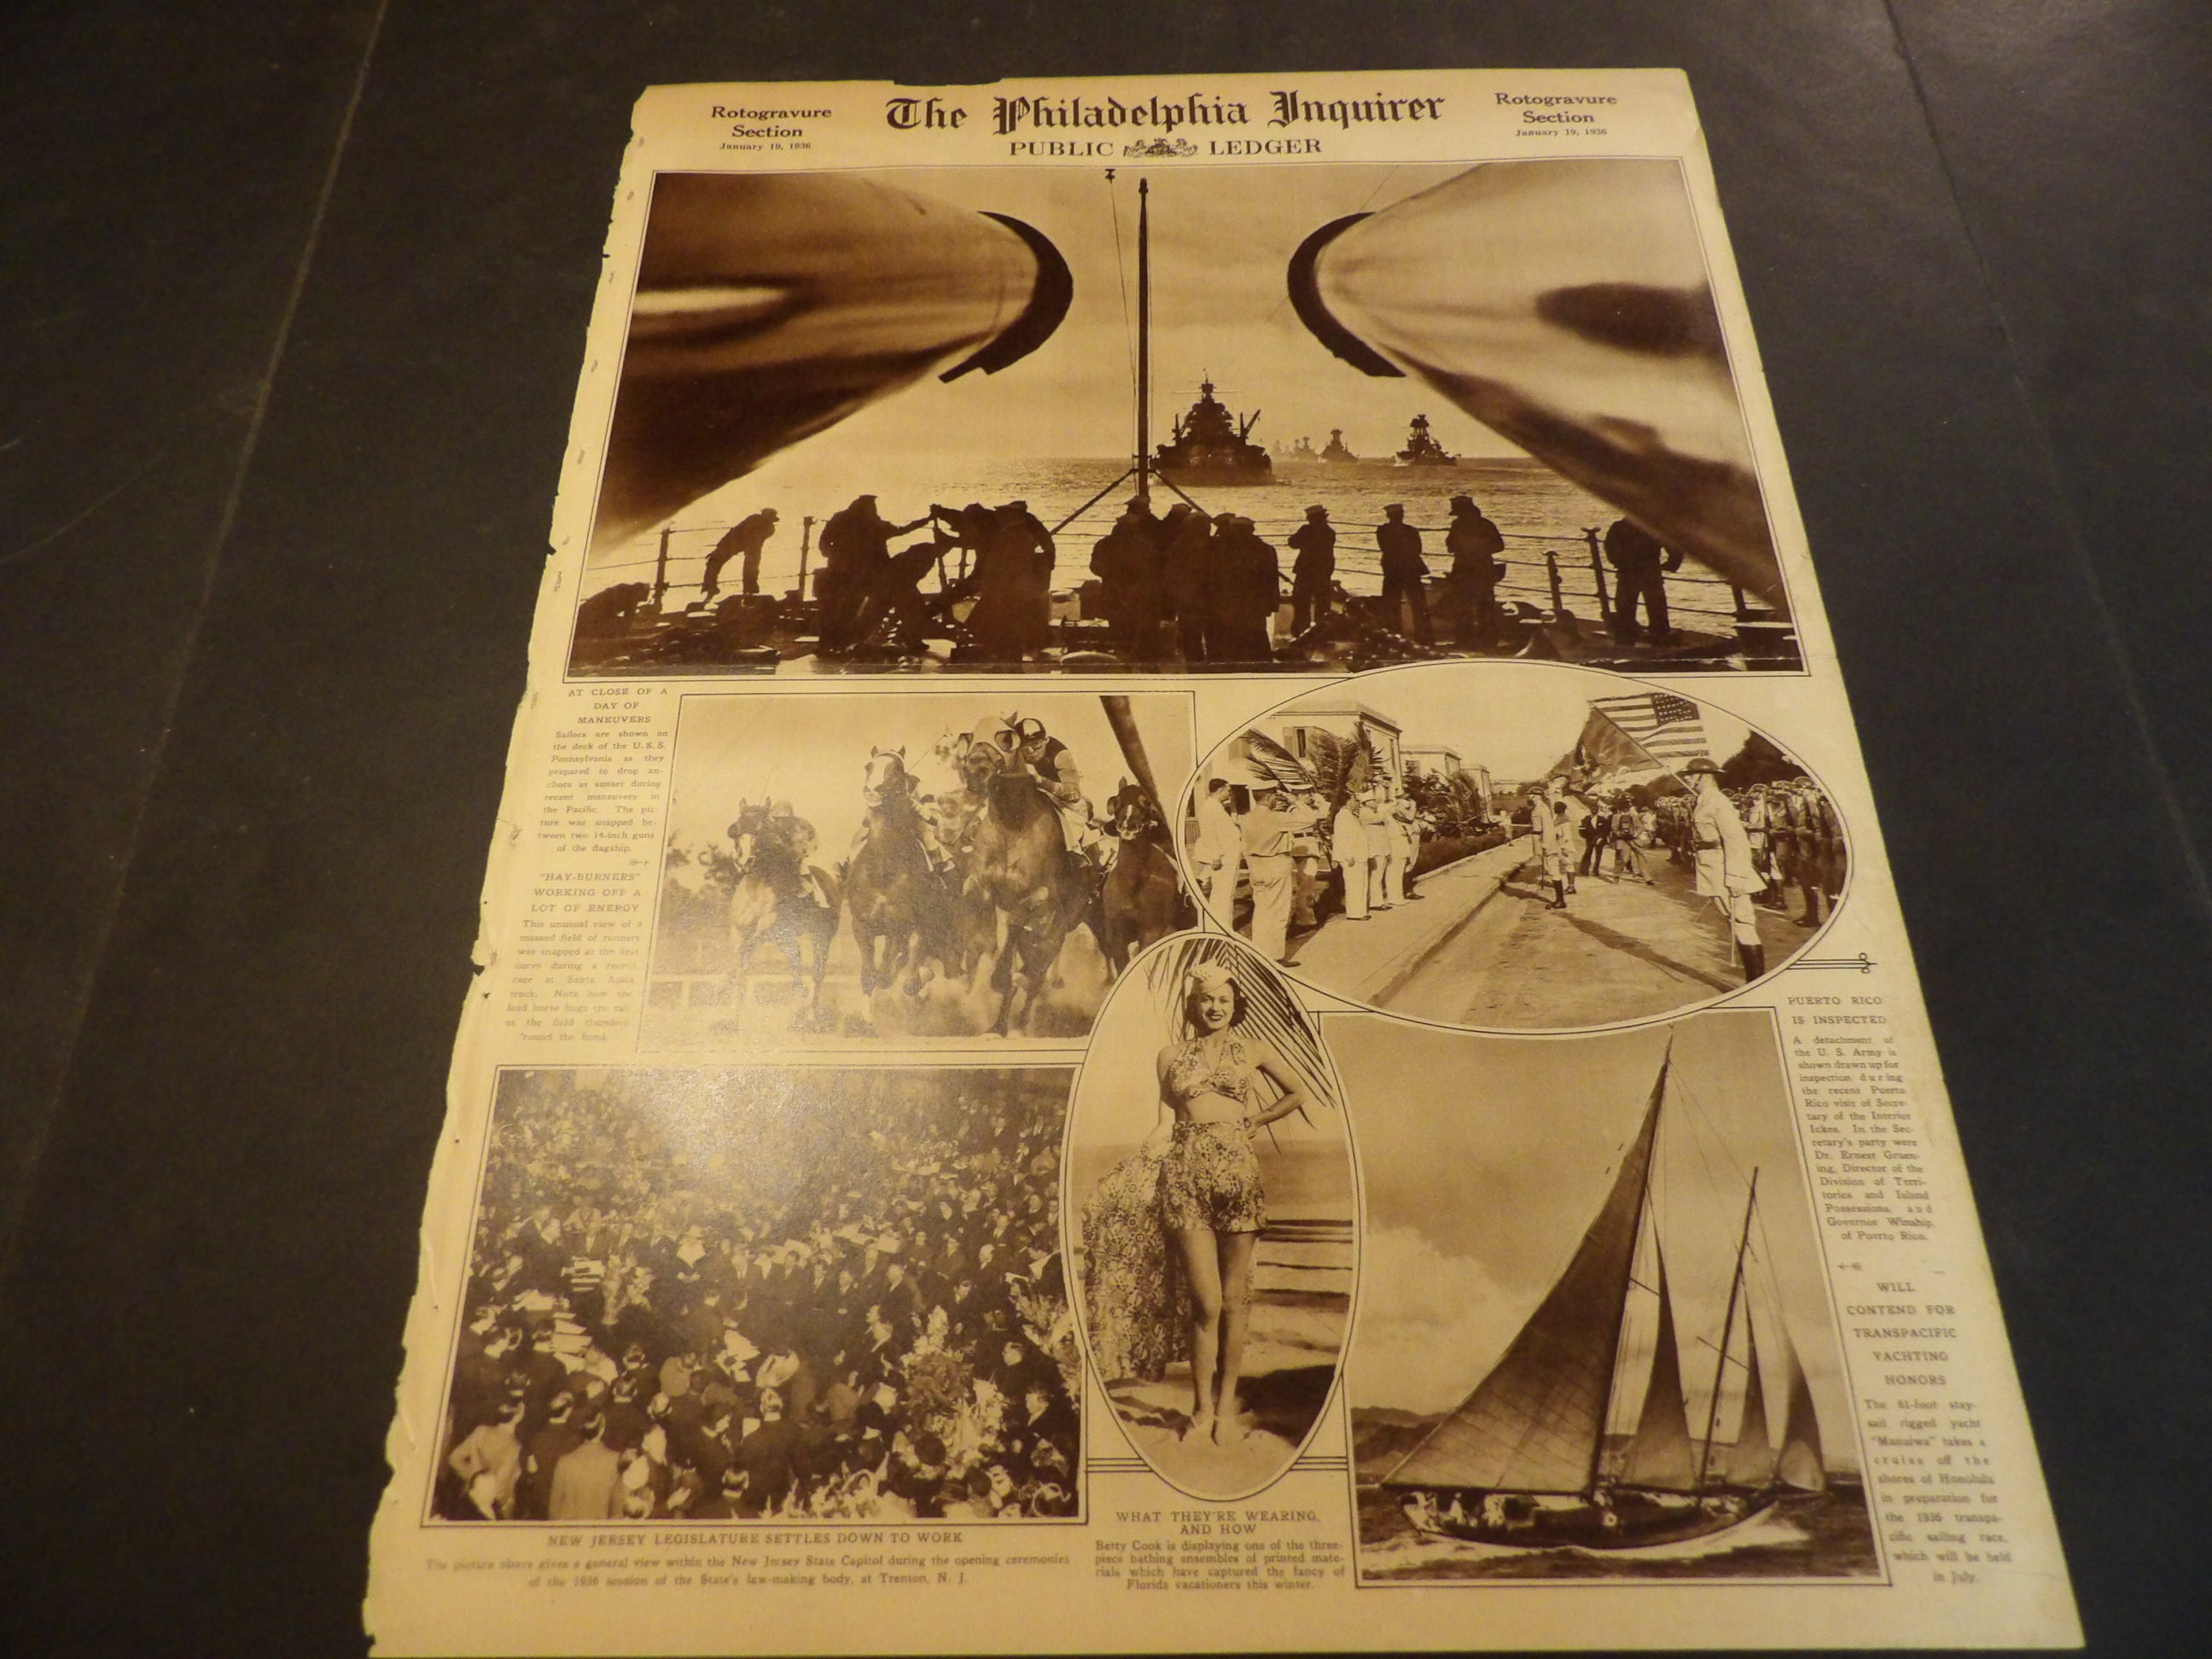 Rotogravure
Section
January 19, 1936
The Philadelphia Inquirer
PUBLIC LEDGER
Rotogravure
Section
January 19, 1936
AT CLOSE OF A
DAY OF
MANEUVERS
Sailors are shown on
the deck of the U. S. S.
Pennsylvania as they
prepared to drop an-
chors at sunset during
recent maneuvers in
the Pacific. The pic-
ture was snapped be-
tween two 14-inch guns
of the flagship.
"HAY-BURNERS"
WORKING OFF A
LOT OF ENERGY
This unusual view of a
massed field of runners
was snapped at the first
curve during a recent
race at Santa Anita
track. Note how the
lead horse hugs the rail
as the field thunders
'round the bend.
PUERTO RICO
IS INSPECTED
A detachment of
the U. S. Army is
shown drawn up for
inspection during
the recent Puerto
Rico visit of Secre-
tary of the Interior
Ickes. In the Sec-
retary's party were
Dr. Ernest Gruen-
ing, Director of the
Division of Terri-
tories and Island
Possessions, and
Governor Winship,
of Puerto Rico.
WILL
CONTEND FOR
TRANSPACIFIC
YACHTING
HONORS
The 61-foot stay-
sail rigged yacht
"Manuiwa" takes a
cruise off the
shores of Honolulu
in preparation for
the 1936 transpa-
cific sailing race,
which will be held
in July.
NEW JERSEY LEGISLATURE SETTLES DOWN TO WORK
The picture above gives a general view within the New Jersey State Capitol during the opening ceremonies
of the 1936 session of the State's law-making body, at Trenton, N. J.
WHAT THEY'RE WEARING,
AND HOW
Betty Cook is displaying one of the three-
piece bathing ensembles of printed mate-
rials which have captured the fancy of
Florida vacationers this winter.